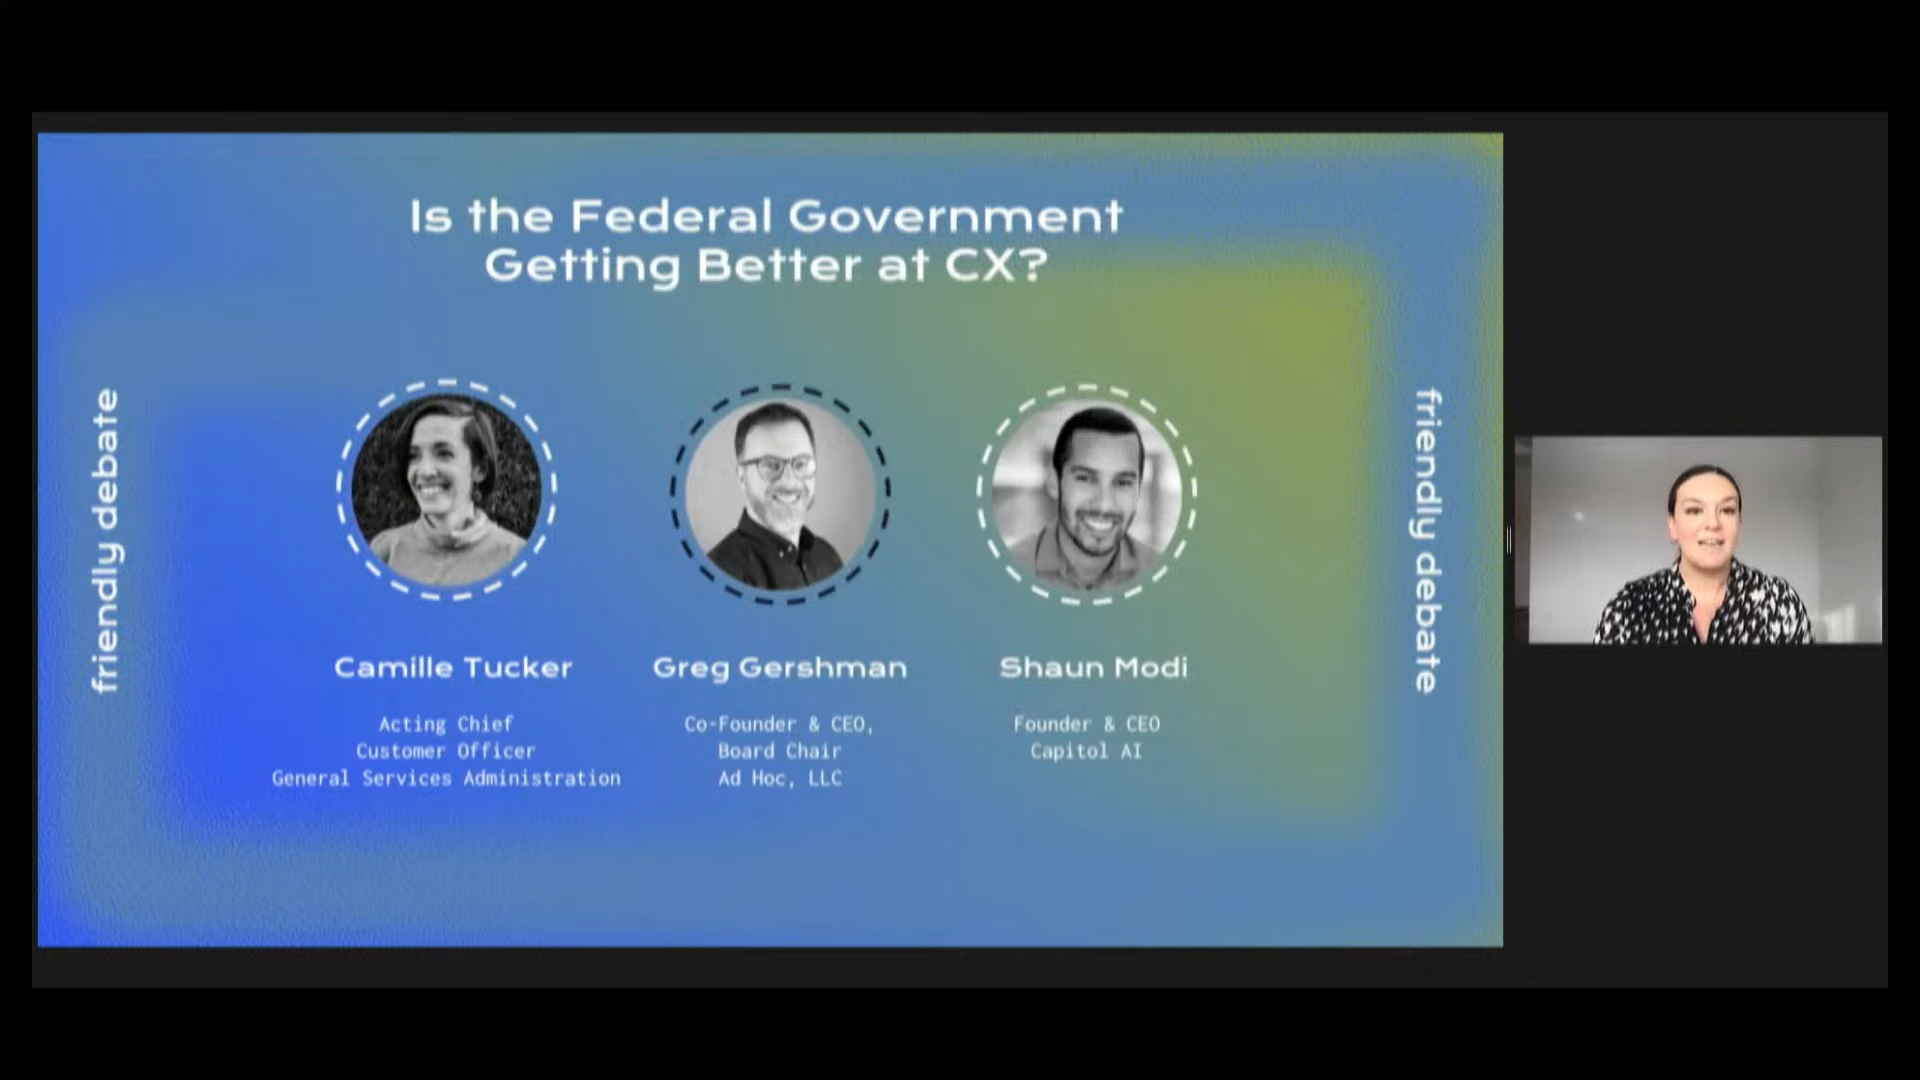 Is the Federal Government
Getting Better at CX?
friendly debate
friendly debate
Camille Tucker
Acting Chief
Customer Officer
General Services Administration
Greg Gershman
Co-Founder & CEO,
Board Chair
Ad Hoc, LLC
Shaun Modi
Founder & CEO
Capitol AI